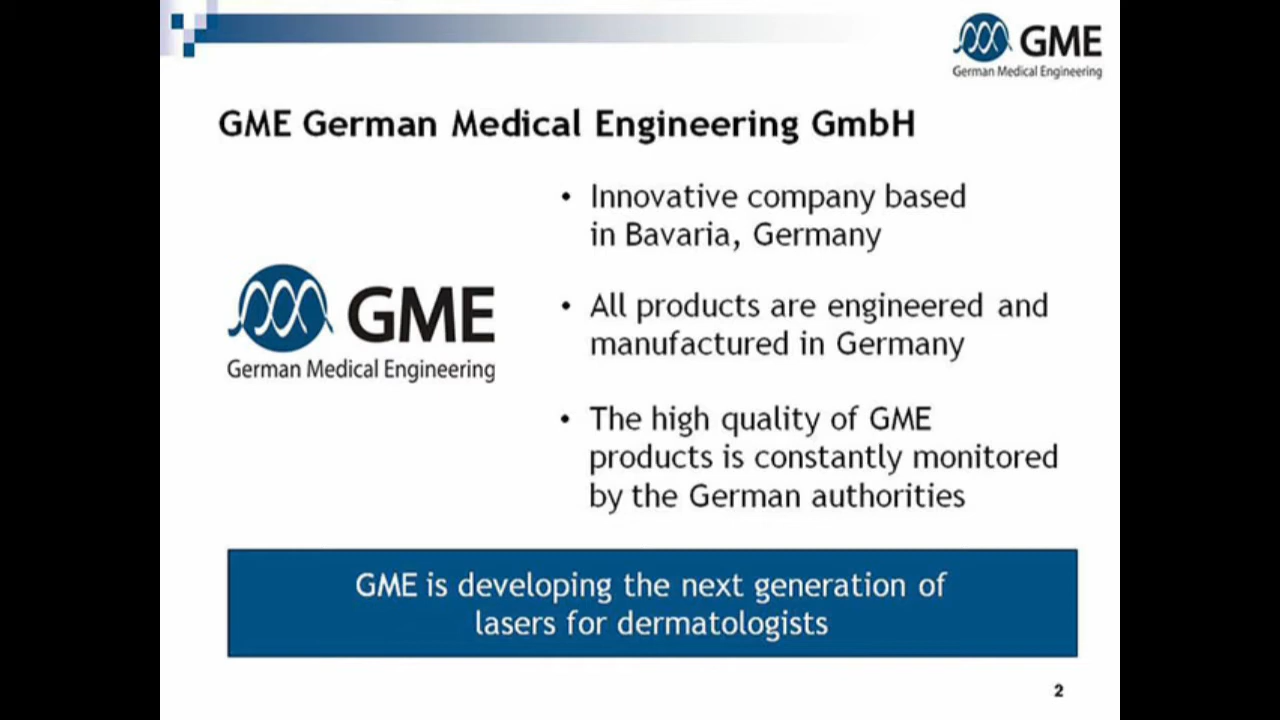 GME
German Medical Engineering
GME German Medical Engineering GmbH
• Innovative company based
in Bavaria, Germany
• All products are engineered and
manufactured in Germany
• The high quality of GME
products is constantly monitored
by the German authorities
GME
German Medical Engineering
GME is developing the next generation of
lasers for dermatologists
2